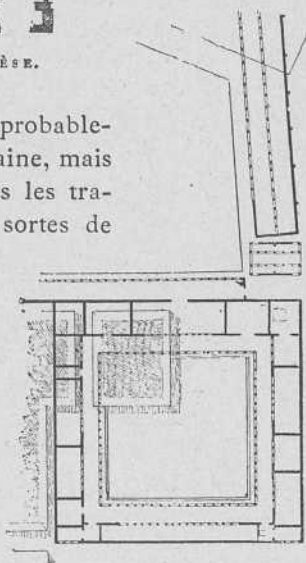 ÈSE.
probable-
aine, mais
s les tra-
sortes de